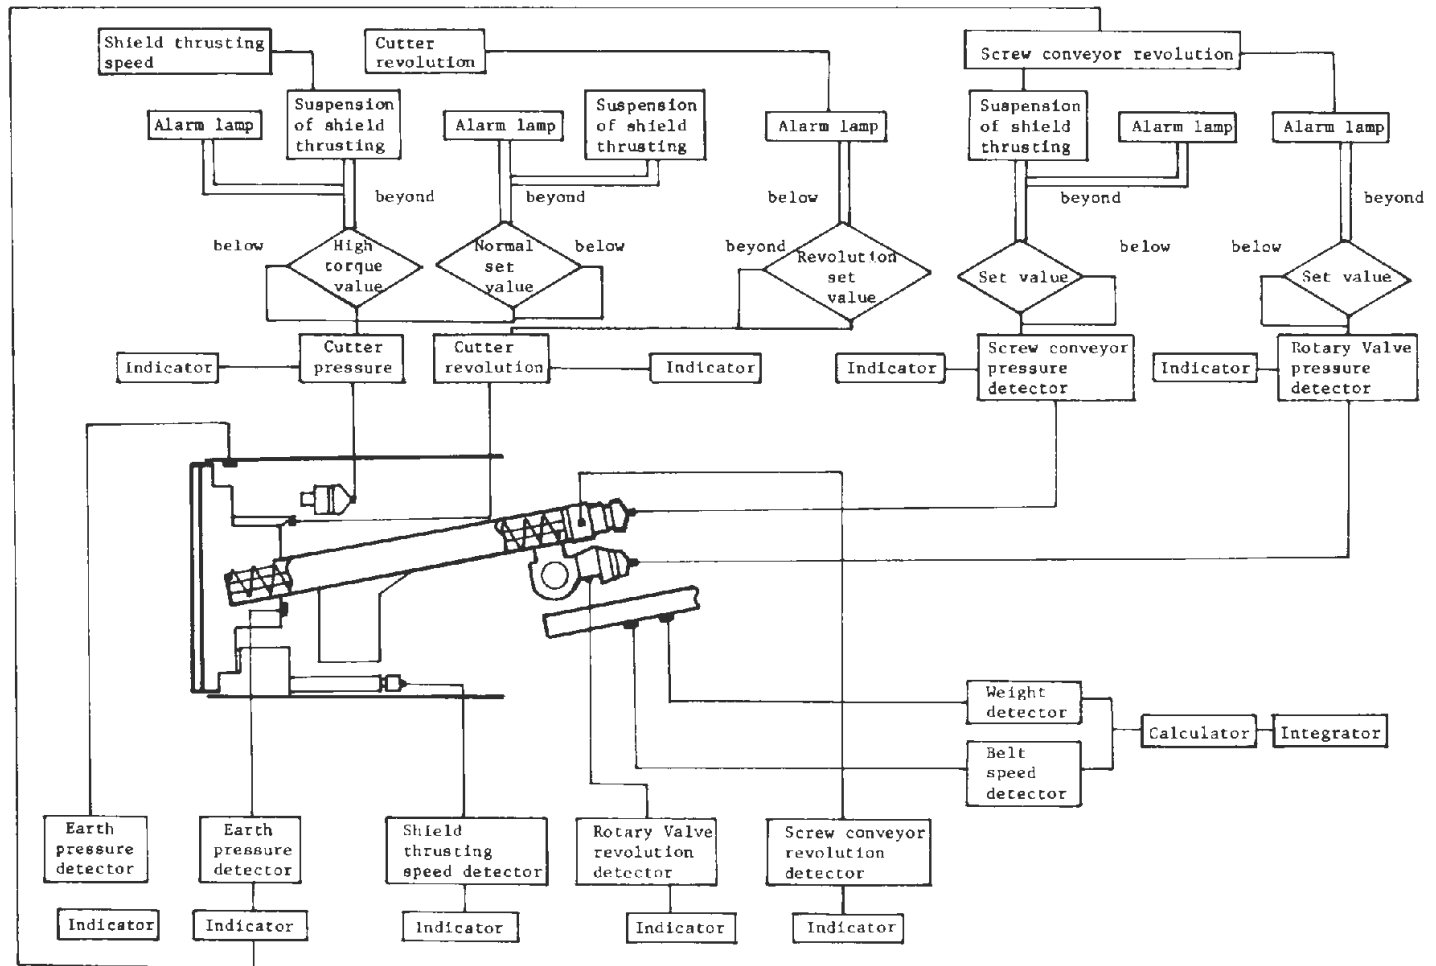 Shield thrusting
speed
Cutter
revolution
Screw conveyor revolution
Alarm lamp
Suspension
of shield
thrusting
Alarm lamp
Suspension
of shield
thrusting
Alarm lamp
Suspension
of shield
thrusting
Alarm lamp
Alarm lamp
beyond
beyond
below
beyond
beyond
below
High
torque
value
Normal
set
value
below
beyond
Revolution
set
value
Set value
below
below
Set value
Indicator
Cutter
pressure
Cutter
revolution
Indicator
Indicator
Screw conveyor
pressure
detector
Indicator
Rotary Valve
pressure
detector
Weight
detector
Belt
speed
detector
Calculator
Integrator
Earth
pressure
detector
Earth
pressure
detector
Shield
thrusting
speed detector
Rotary Valve
revolution
detector
Screw conveyor
revolution
detector
Indicator
Indicator
Indicator
Indicator
Indicator